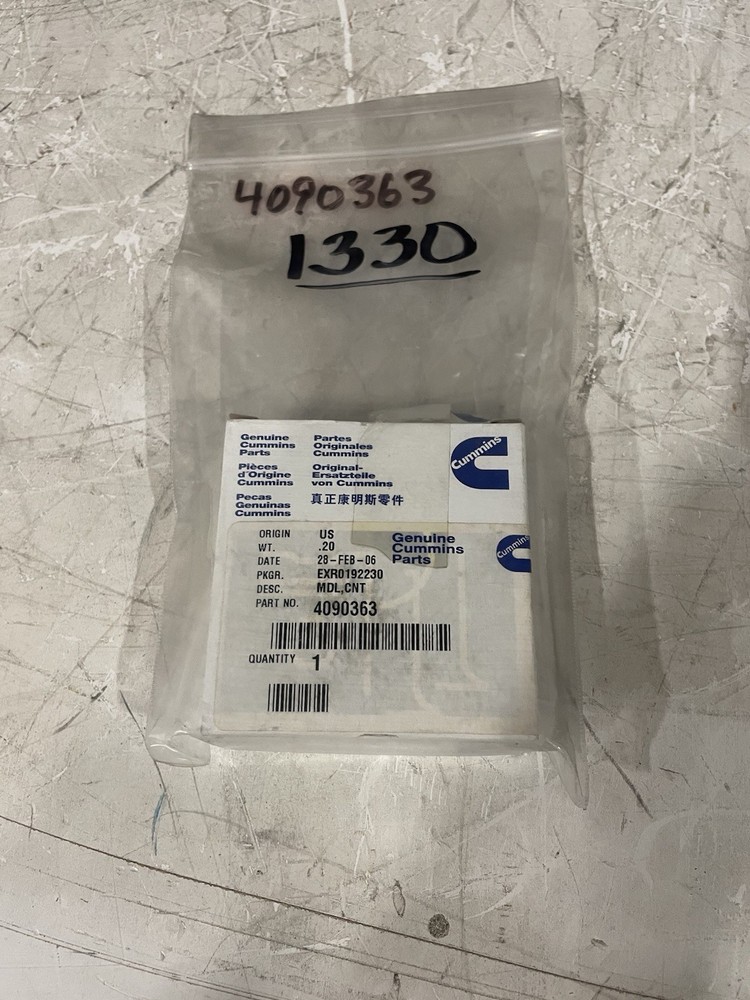 4090363
1330
Genuine
Cummins
Parts
Partes
Originales
Cummins
Pièces
d'Origine
Cummins
Original-
Ersatzteile
von Cummins
Pecas
Genuinas
Cummins
真正康明斯零件
Cummins
ORIGIN US
WT. .20
DATE 28-FEB-06
PKGR. EXR0192230
DESC. MDL,CNT
PART NO. 4090363
QUANTITY 1
Genuine
Cummins
Parts
Cummins